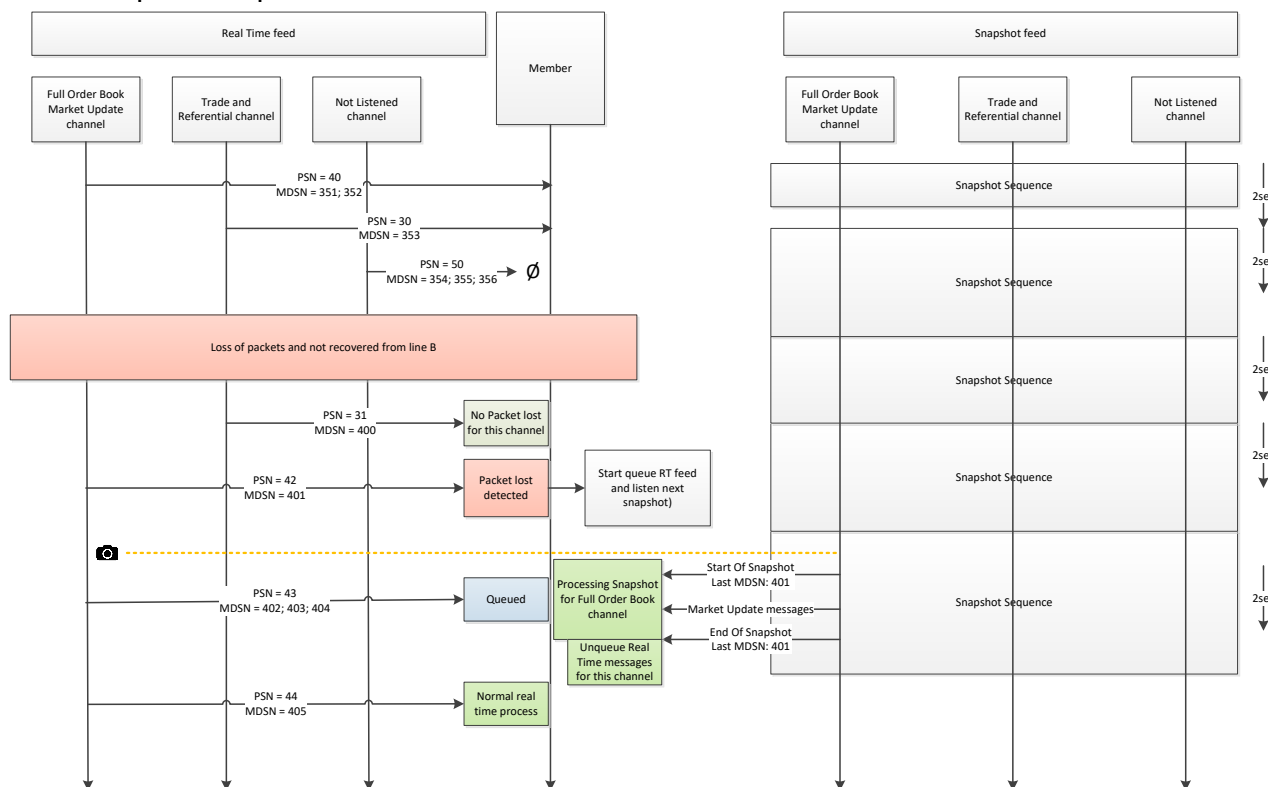 Real Time feed
Member
Snapshot feed
Full Order Book
Market Update
channel
Trade and
Referential channel
Not Listened
channel
Full Order Book
Market Update
channel
Trade and
Referential channel
Not Listened
channel
PSN = 40
MDSN = 351; 352
Snapshot Sequence
2se
PSN = 30
MDSN = 353
PSN = 50
MDSN = 354; 355; 356
Ø
Snapshot Sequence
2se
Loss of packets and not recovered from line B
Snapshot Sequence
2se
PSN = 31
MDSN = 400
No Packet lost
for this channel
PSN = 42
MDSN = 401
Packet lost
detected
Start queue RT feed
and listen next
snapshot)
Snapshot Sequence
2se
Start Of Snapshot
Last MDSN: 401
PSN = 43
MDSN = 402; 403; 404
Queued
Processing Snapshot
for Full Order Book
channel
Market Update messages
Snapshot Sequence
2se
End Of Snapshot
Last MDSN: 401
Unqueue Real
Time messages
for this channel
PSN = 44
MDSN = 405
Normal real
time process